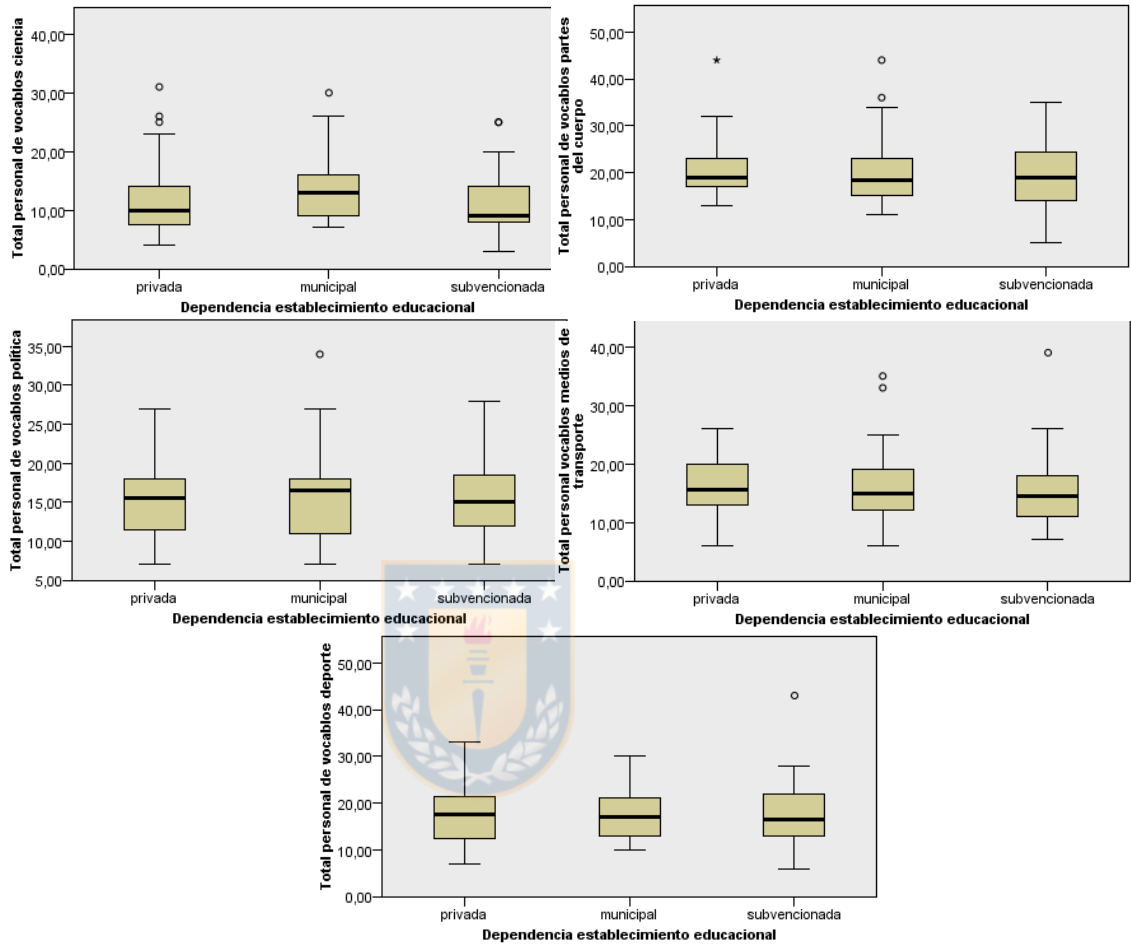 Total personal de vocablos ciencia
40,00
30,00
20,00
10,00
0,00
privada
municipal
subvencionada
Dependencia establecimiento educacional
Total personal de vocablos partes
del cuerpo
50,00
40,00
30,00
20,00
10,00
0,00
privada
municipal
subvencionada
Dependencia establecimiento educacional
Total personal de vocablos política
35,00
30,00
25,00
20,00
15,00
10,00
5,00
privada
municipal
subvencionada
Dependencia establecimiento educacional
Total personal vocablos medios de
transporte
40,00
30,00
20,00
10,00
0,00
privada
municipal
subvencionada
Dependencia establecimiento educacional
Total personal de vocablos deporte
50,00
40,00
30,00
20,00
10,00
0,00
privada
municipal
subvencionada
Dependencia establecimiento educacional